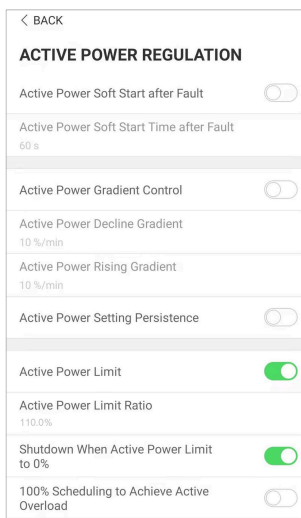 < BACK
ACTIVE POWER REGULATION
Active Power Soft Start after Fault
Active Power Soft Start Time after Fault
60 s
Active Power Gradient Control
Active Power Decline Gradient
10 %/min
Active Power Rising Gradient
10 %/min
Active Power Setting Persistence
Active Power Limit
Active Power Limit Ratio
110.0%
Shutdown When Active Power Limit
to 0%
100% Scheduling to Achieve Active
Overload